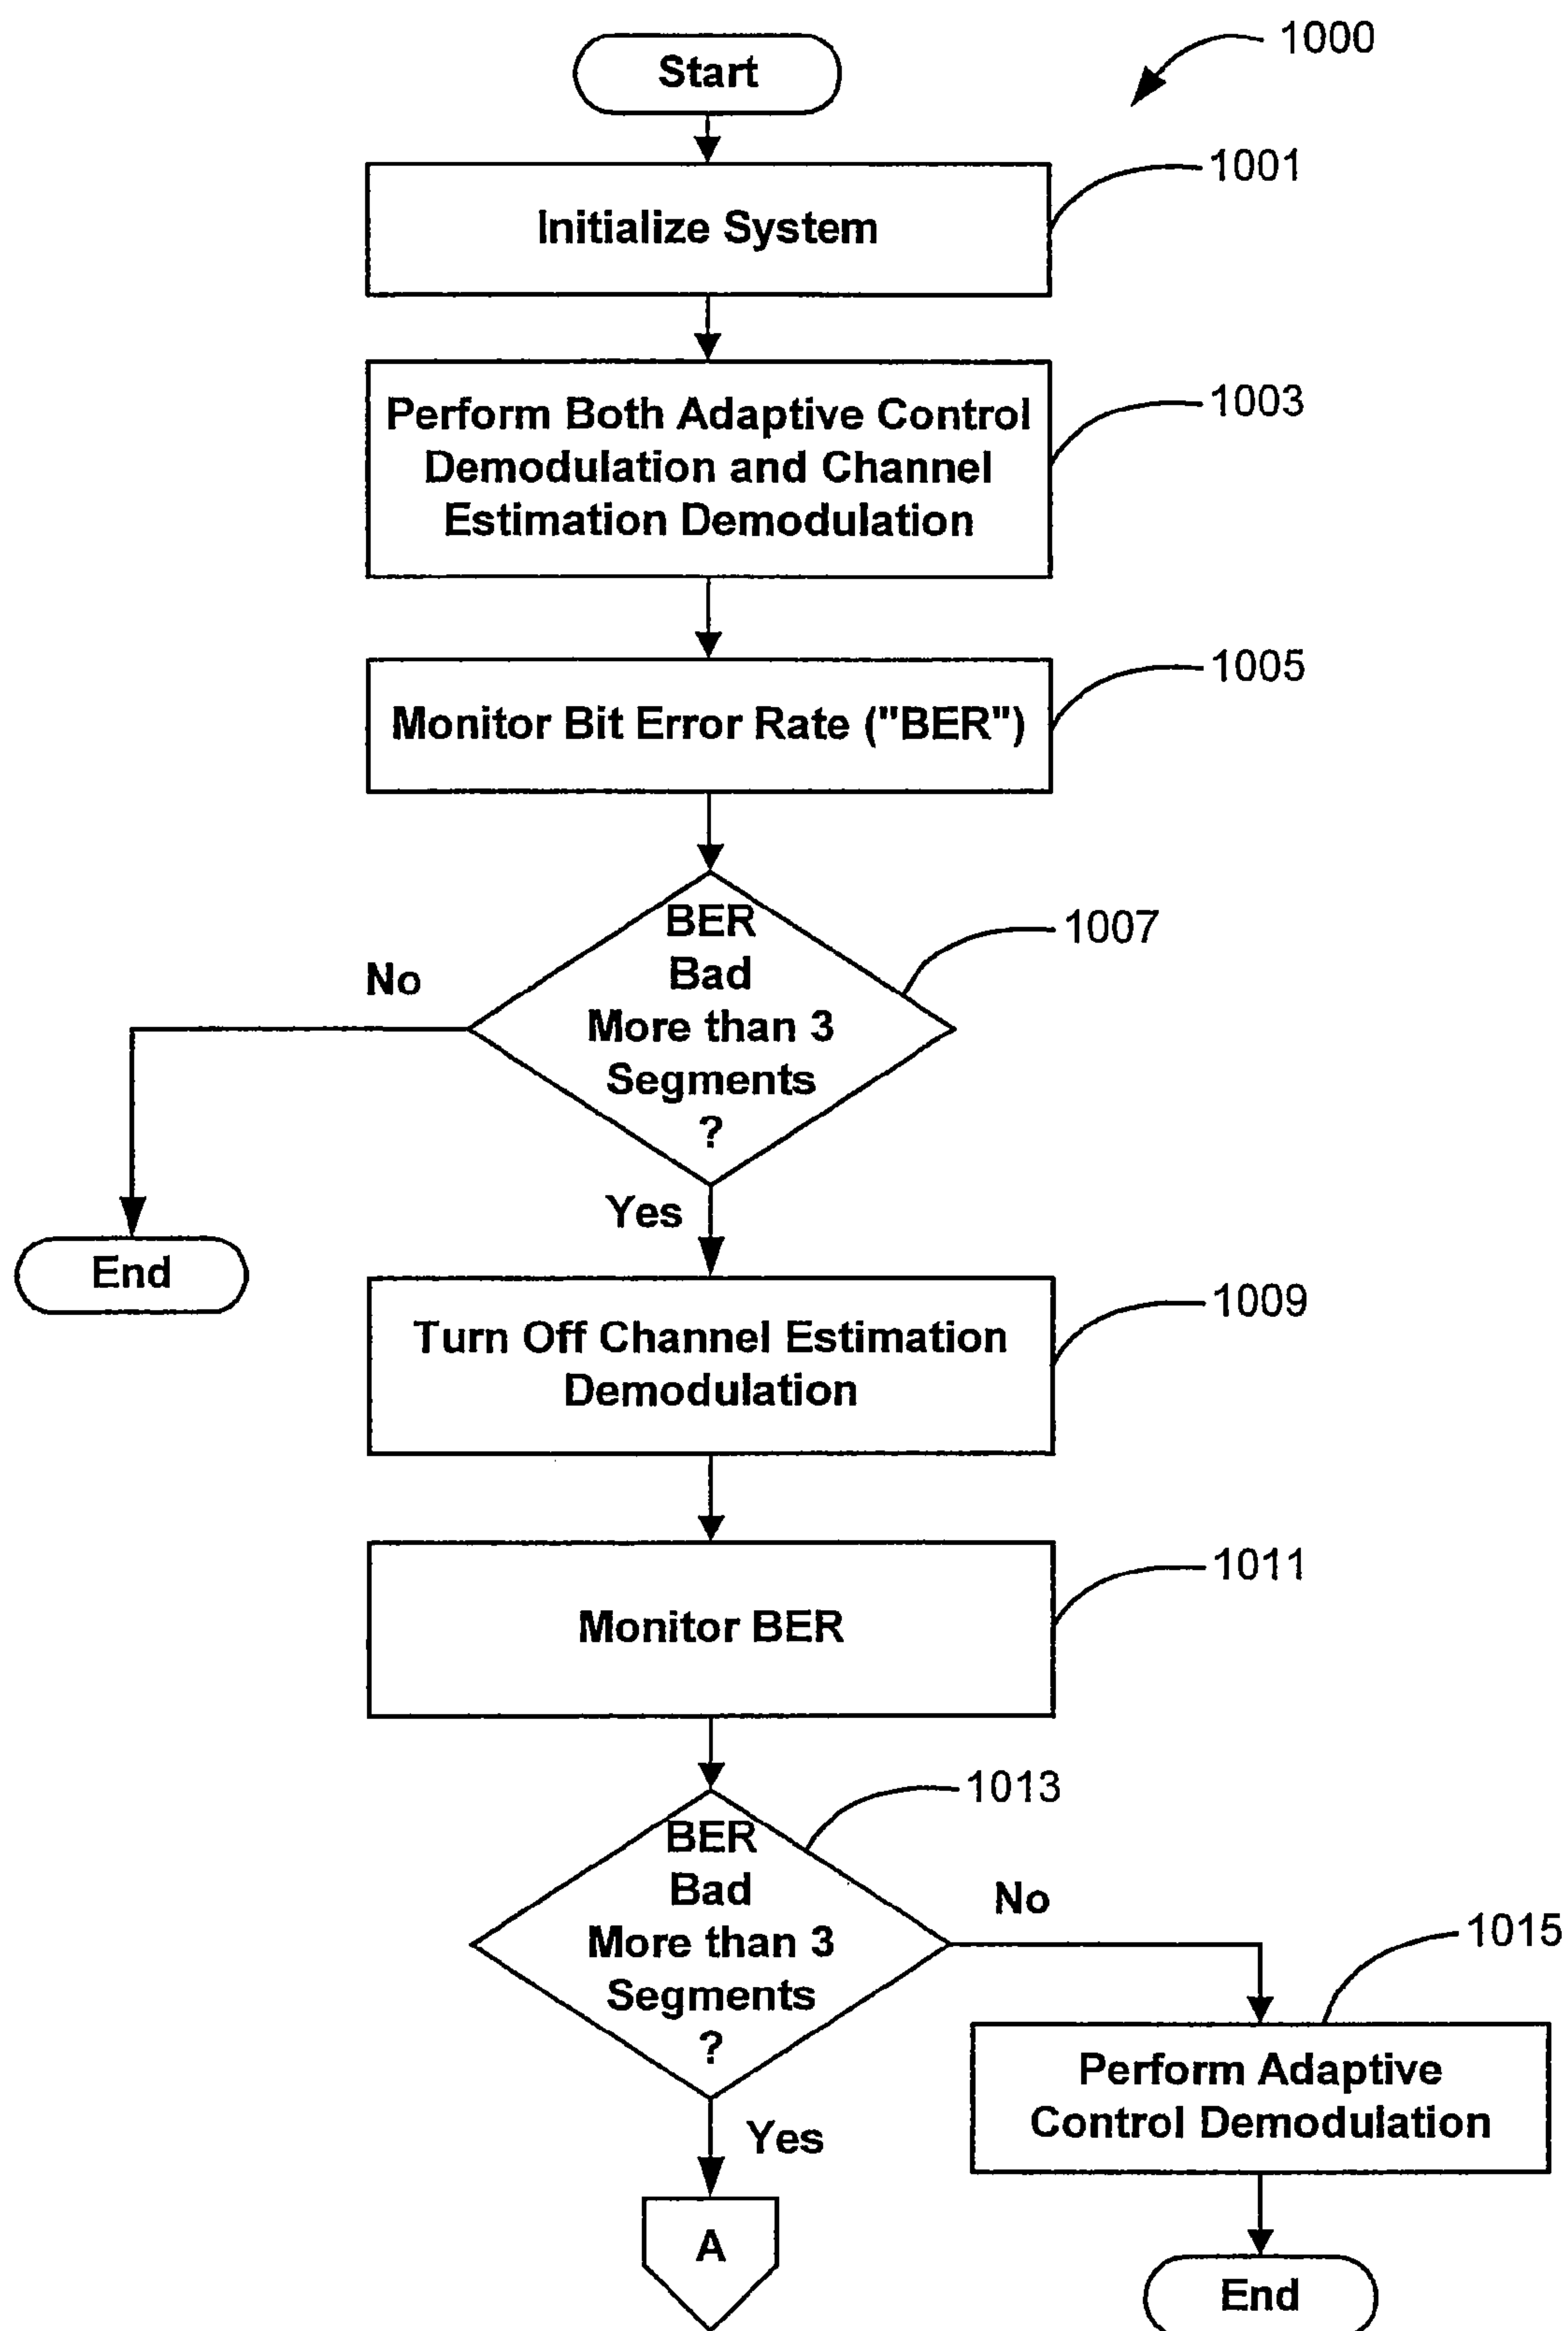 1000
Start
1001
Initialize System
1003
Perform Both Adaptive Control
Demodulation and Channel
Estimation Demodulation
1005
Monitor Bit Error Rate ("BER")
1007
BER
Bad
More than 3
Segments
?
No
Yes
End
1009
Turn Off Channel Estimation
Demodulation
1011
Monitor BER
1013
BER
Bad
More than 3
Segments
?
No
1015
Perform Adaptive
Control Demodulation
Yes
A
End